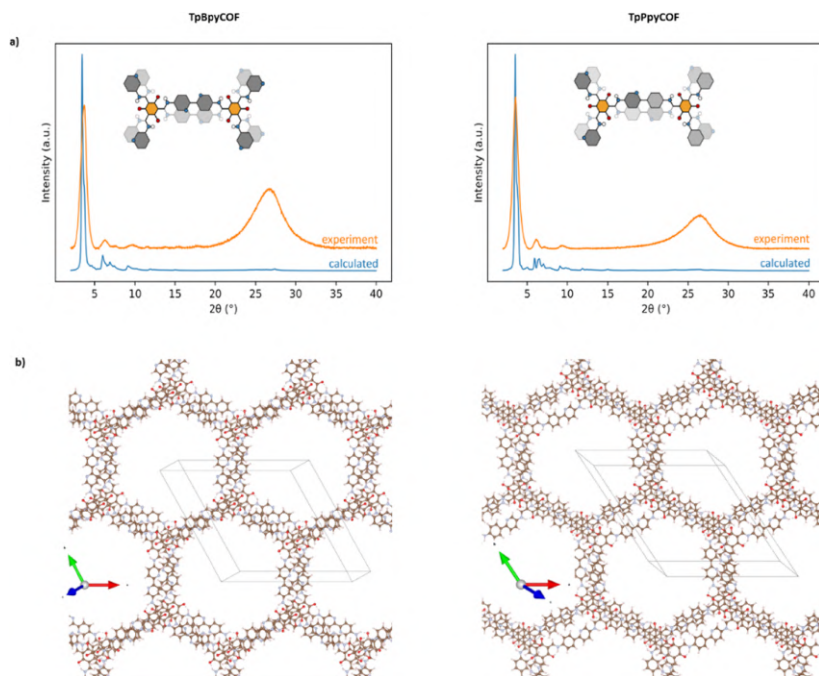 TpBpyCOF
TpPpyCOF
a)
Intensity (a.u.)
experiment
calculated
5
10
15
20
25
30
35
40
2θ (°)
Intensity (a.u.)
experiment
calculated
5
10
15
20
25
30
35
40
2θ (°)
b)